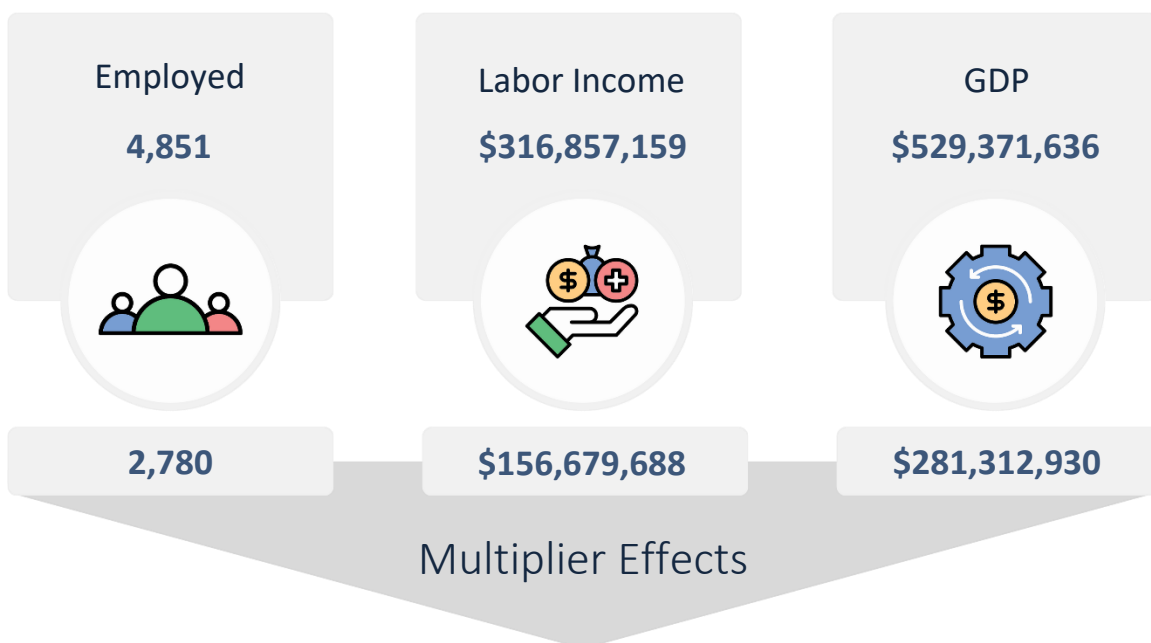 Employed
4,851
Labor Income
$316,857,159
GDP
$529,371,636
$
$
2,780
$156,679,688
$281,312,930
Multiplier Effects